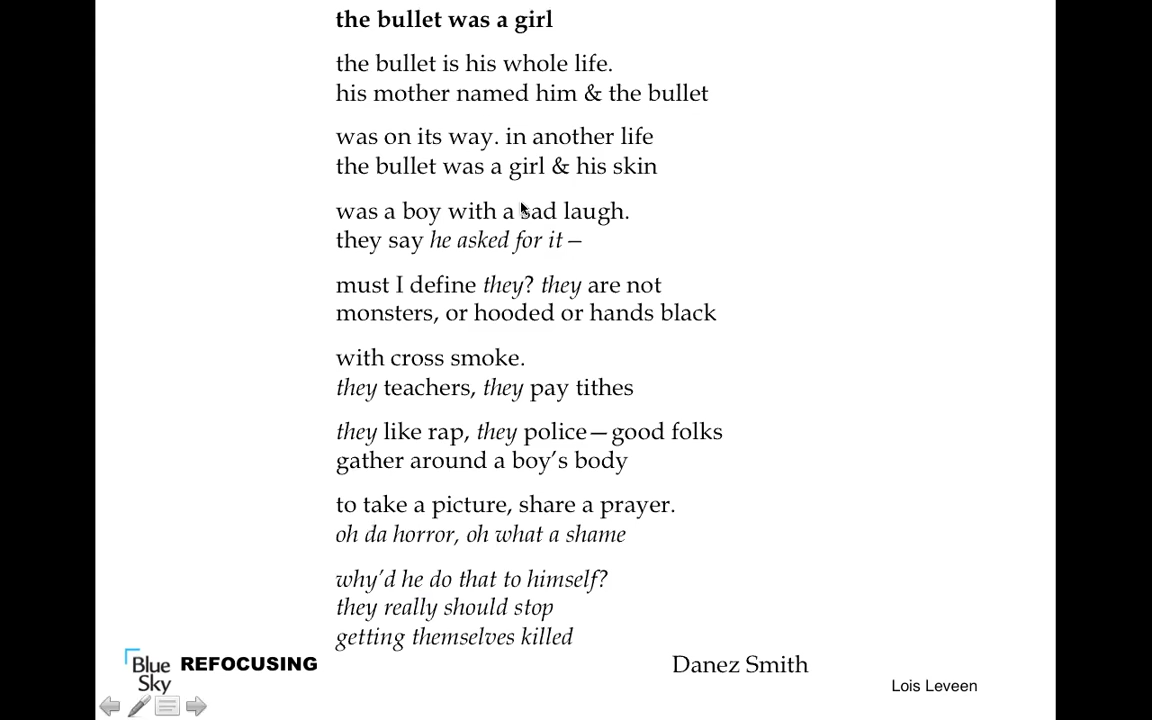 the bullet was a girl
the bullet is his whole life.
his mother named him & the bullet
was on its way. in another life
the bullet was a girl & his skin
was a boy with a sad laugh.
they say he asked for it—
must I define they? they are not
monsters, or hooded or hands black
with cross smoke.
they teachers, they pay tithes
they like rap, they police—good folks
gather around a boy's body
to take a picture, share a prayer.
oh da horror, oh what a shame
why'd he do that to himself?
they really should stop
getting themselves killed
Danez Smith
Blue Sky REFOCUSING
Lois Leveen